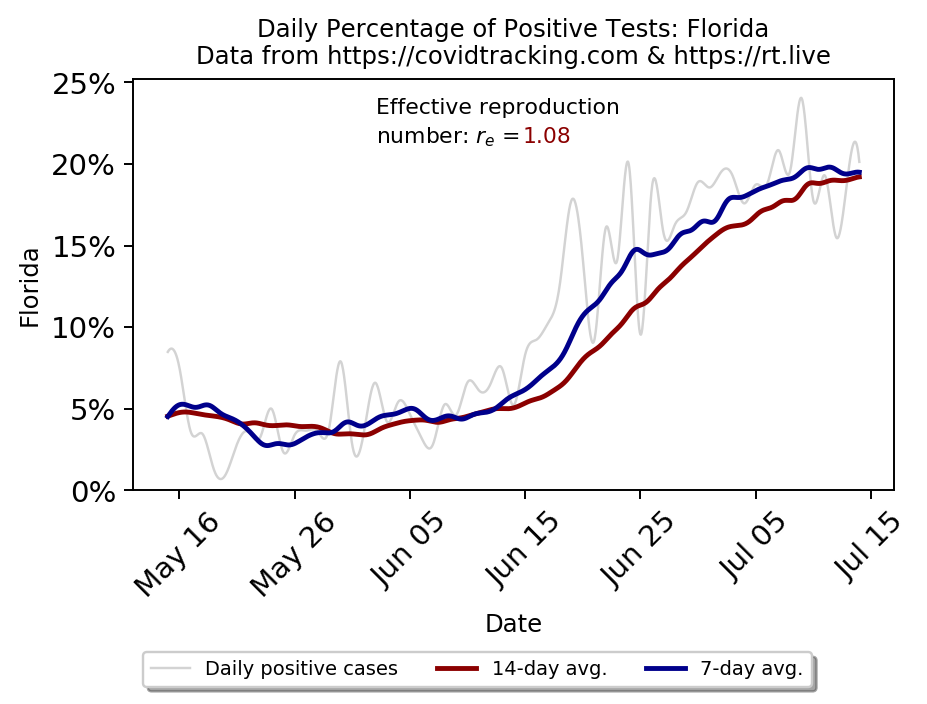 Daily Percentage of Positive Tests: Florida
Data from https://covidtracking.com & https://rt.live
25%
Effective reproduction
number: rₑ =1.08
20%
15%
10%
5%
0%
Florida
May 16
May 26
Jun 05
Jun 15
Jun 25
Jul 05
Jul 15
Date
Daily positive cases
14-day avg.
7-day avg.